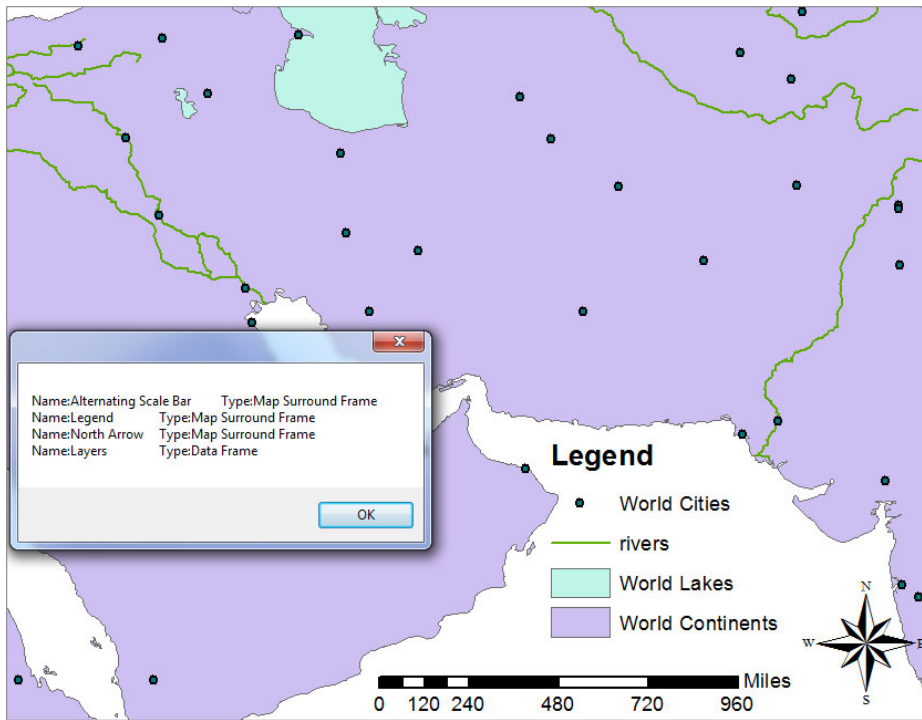 Name:Alternating Scale Bar Type:Map Surround Frame
Name:Legend Type:Map Surround Frame
Name:North Arrow Type:Map Surround Frame
Name:Layers Type:Data Frame
OK
Legend
World Cities
rivers
World Lakes
World Continents
N
W E
S
Miles
0 120 240 480 720 960